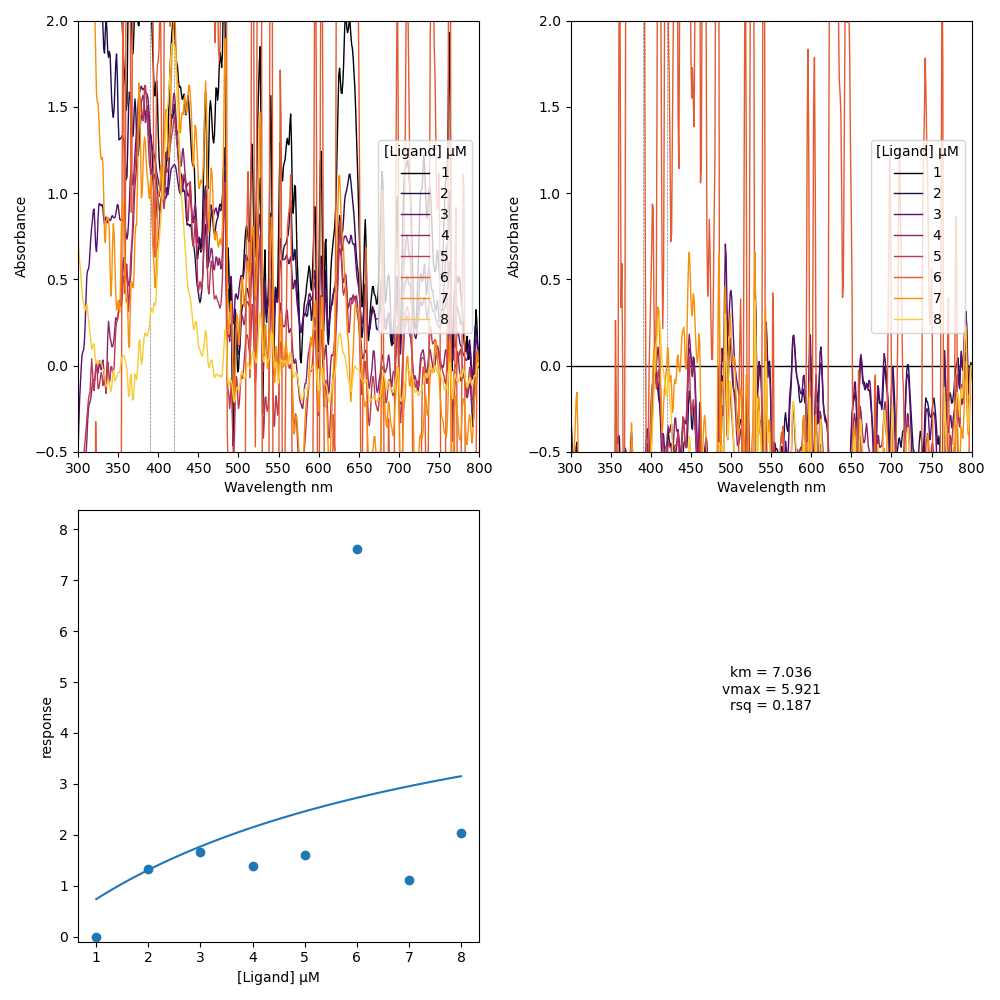 2.0
1.5
1.0
0.5
0.0
−0.5
Absorbance
300 350 400 450 500 550 600 650 700 750 800
Wavelength nm
[Ligand] μM
1
2
3
4
5
6
7
8
2.0
1.5
1.0
0.5
0.0
−0.5
Absorbance
300 350 400 450 500 550 600 650 700 750 800
Wavelength nm
[Ligand] μM
1
2
3
4
5
6
7
8
8
7
6
5
4
3
2
1
0
response
1 2 3 4 5 6 7 8
[Ligand] μM
km = 7.036
vmax = 5.921
rsq = 0.187